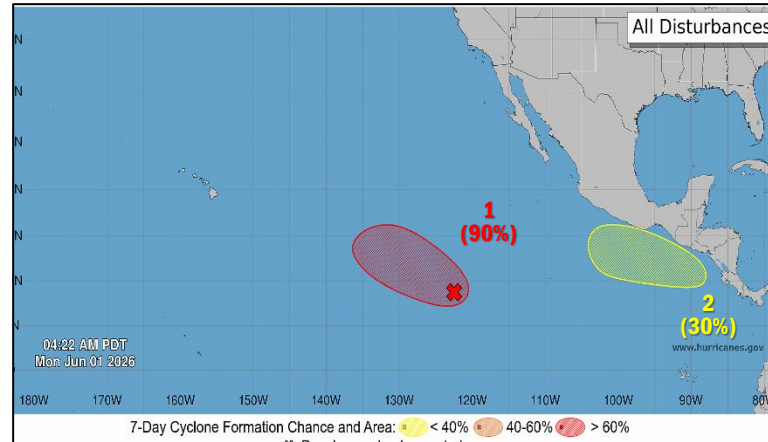 All Disturbances
N
N
N
N
N
N
N
1
(90%)
2
(30%)
www.hurricanes.gov
04:22 AM PDT
Mon Jun 01 2026
180W 170W 160W 150W 140W 130W 120W 110W 100W 90W 80W
7-Day Cyclone Formation Chance and Area: < 40% 40-60% > 60%